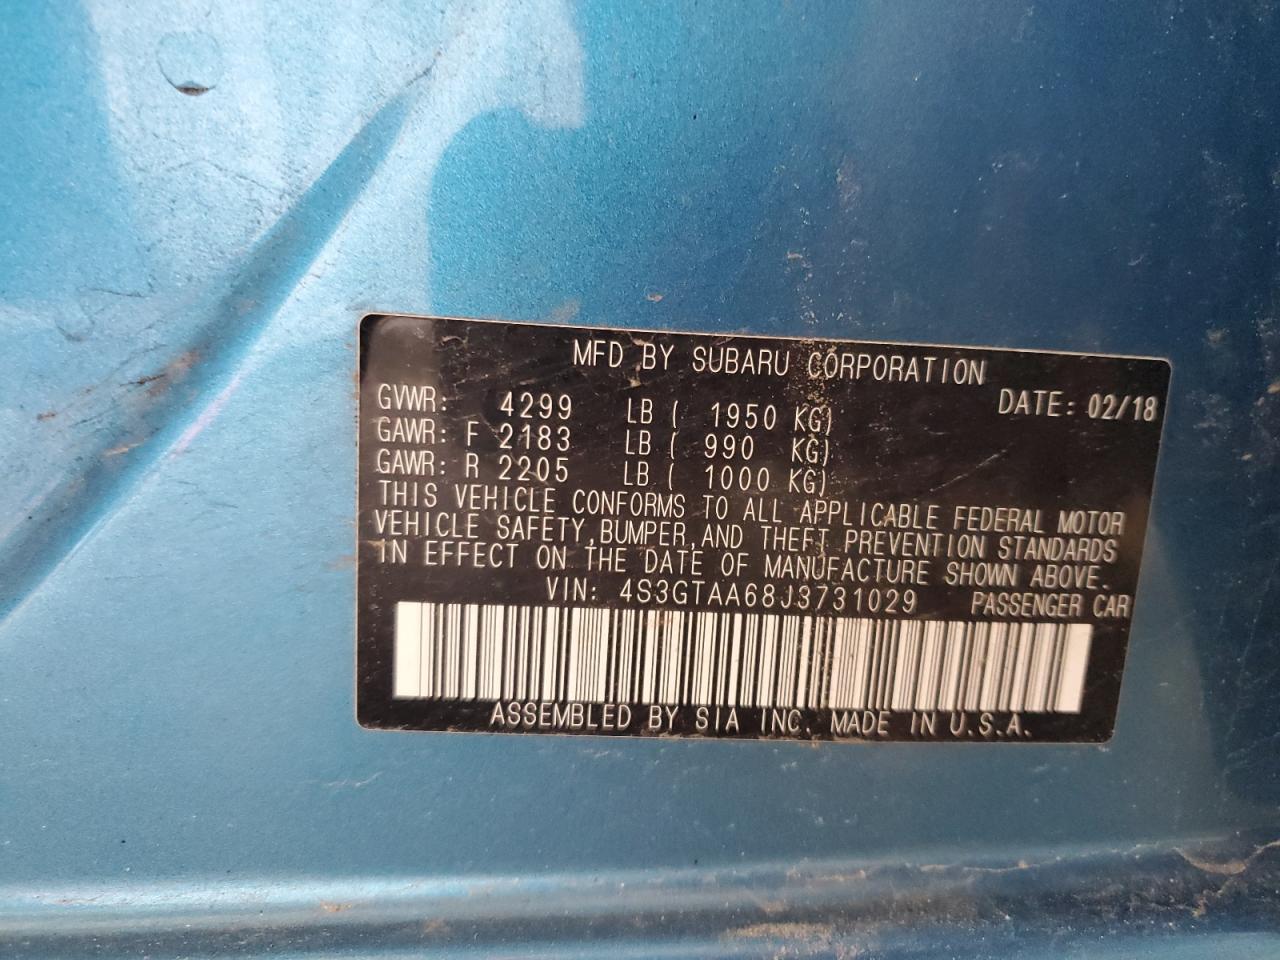 MFD BY SUBARU CORPORATION
GVWR: 4299 LB ( 1950 KG) DATE: 02/18
GAWR: F 2183 LB ( 990 KG)
GAWR: R 2205 LB ( 1000 KG)
THIS VEHICLE CONFORMS TO ALL APPLICABLE FEDERAL MOTOR
VEHICLE SAFETY, BUMPER, AND THEFT PREVENTION STANDARDS
IN EFFECT ON THE DATE OF MANUFACTURE SHOWN ABOVE.
VIN: 4S3GTAA68J3731029 PASSENGER CAR
ASSEMBLED BY SIA INC. MADE IN U.S.A.